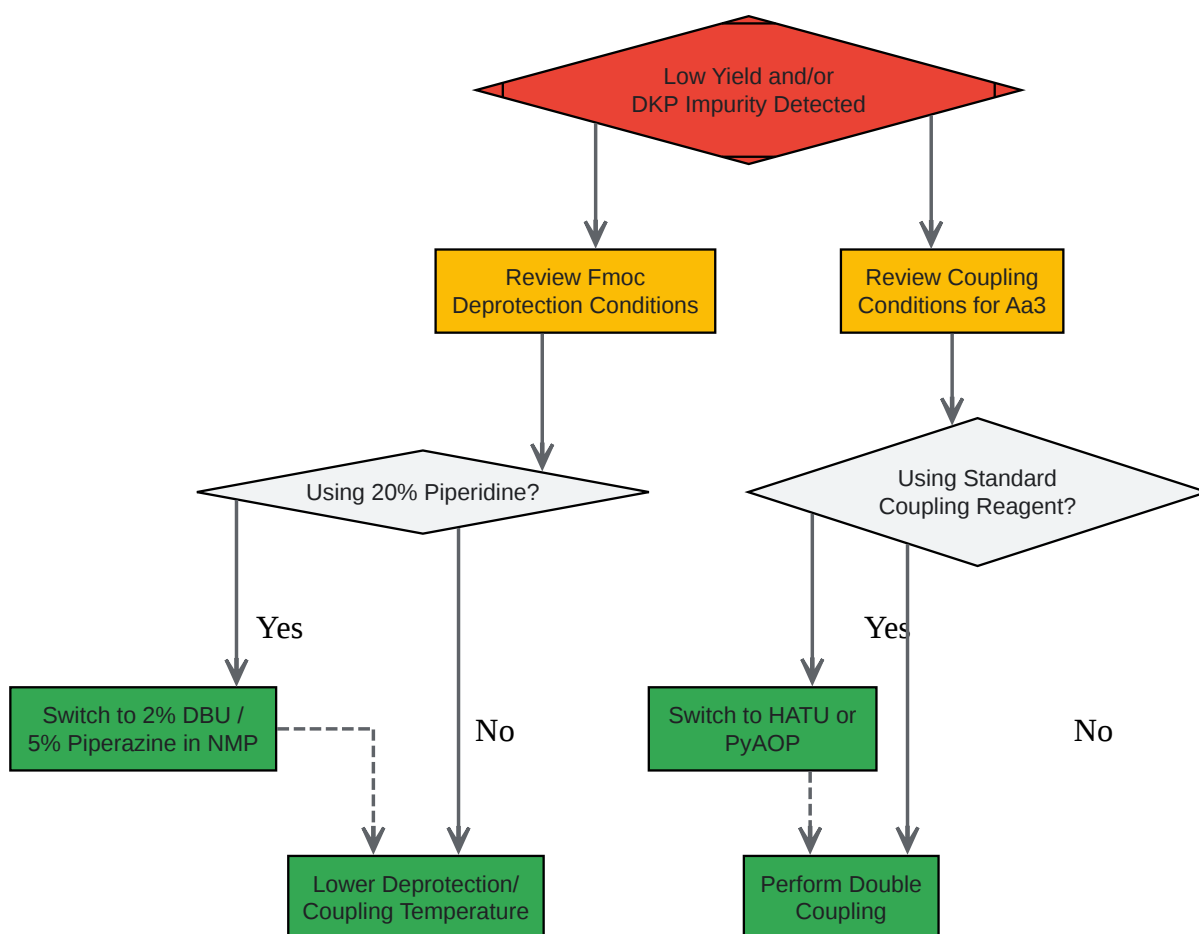 Low Yield and/or
DKP Impurity Detected
Review Fmoc
Deprotection Conditions
Review Coupling
Conditions for Aa3
Using 20% Piperidine?
Using Standard
Coupling Reagent?
Yes
Yes
Switch to 2% DBU /
5% Piperazine in NMP
No
Switch to HATU or
PyAOP
No
Lower Deprotection/
Coupling Temperature
Perform Double
Coupling